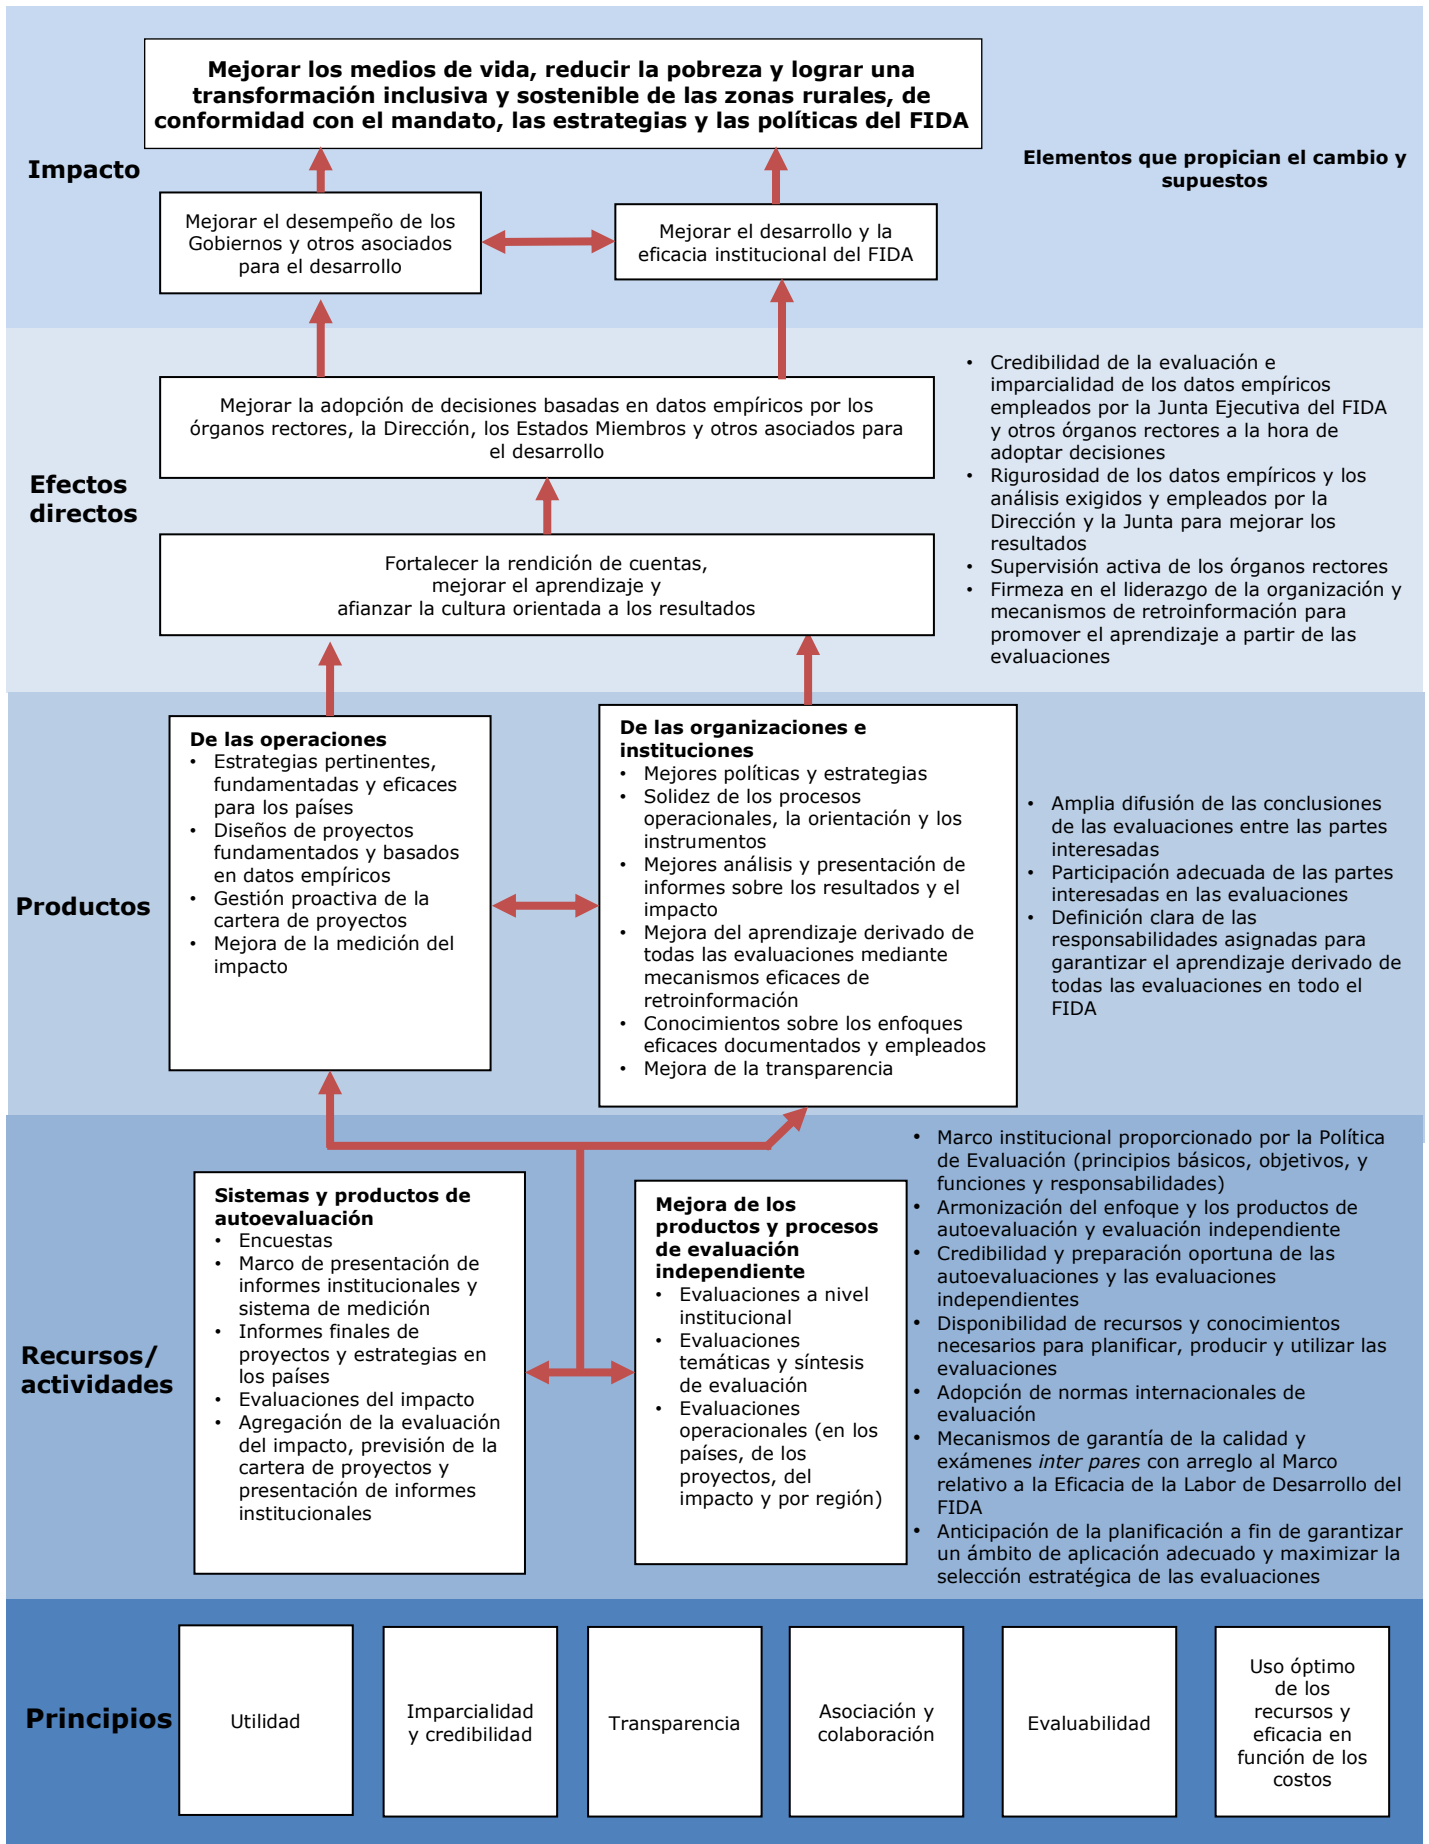 Mejorar los medios de vida, reducir la pobreza y lograr una
transformación inclusiva y sostenible de las zonas rurales, de
conformidad con el mandato, las estrategias y las políticas del FIDA
Impacto
Elementos que propician el cambio y
supuestos
Mejorar el desempeño de los
Gobiernos y otros asociados
para el desarrollo
Mejorar el desarrollo y la
eficacia institucional del FIDA
Efectos
directos
Mejorar la adopción de decisiones basadas en datos empíricos por los
órganos rectores, la Dirección, los Estados Miembros y otros asociados para
el desarrollo
Fortalecer la rendición de cuentas,
mejorar el aprendizaje y
afianzar la cultura orientada a los resultados
• Credibilidad de la evaluación e
imparcialidad de los datos empíricos
empleados por la Junta Ejecutiva del FIDA
y otros órganos rectores a la hora de
adoptar decisiones
• Rigurosidad de los datos empíricos y los
análisis exigidos y empleados por la
Dirección y la Junta para mejorar los
resultados
• Supervisión activa de los órganos rectores
• Firmeza en el liderazgo de la organización y
mecanismos de retroinformación para
promover el aprendizaje a partir de las
evaluaciones
Productos
De las operaciones
• Estrategias pertinentes,
fundamentadas y eficaces
para los países
• Diseños de proyectos
fundamentados y basados
en datos empíricos
• Gestión proactiva de la
cartera de proyectos
• Mejora de la medición del
impacto
De las organizaciones e
instituciones
• Mejores políticas y estrategias
• Solidez de los procesos
operacionales, la orientación y los
instrumentos
• Mejores análisis y presentación de
informes sobre los resultados y el
impacto
• Mejora del aprendizaje derivado de
todas las evaluaciones mediante
mecanismos eficaces de
retroinformación
• Conocimientos sobre los enfoques
eficaces documentados y empleados
• Mejora de la transparencia
• Amplia difusión de las conclusiones
de las evaluaciones entre las partes
interesadas
• Participación adecuada de las partes
interesadas en las evaluaciones
• Definición clara de las
responsabilidades asignadas para
garantizar el aprendizaje derivado de
todas las evaluaciones en todo el
FIDA
Recursos/
actividades
Sistemas y productos de
autoevaluación
• Encuestas
• Marco de presentación de
informes institucionales y
sistema de medición
• Informes finales de
proyectos y estrategias en
los países
• Evaluaciones del impacto
• Agregación de la evaluación
del impacto, previsión de la
cartera de proyectos y
presentación de informes
institucionales
Mejora de los
productos y procesos
de evaluación
independiente
• Evaluaciones a nivel
institucional
• Evaluaciones
temáticas y síntesis
de evaluación
• Evaluaciones
operacionales (en los
países, de los
proyectos, del
impacto y por región)
• Marco institucional proporcionado por la Política
de Evaluación (principios básicos, objetivos, y
funciones y responsabilidades)
• Armonización del enfoque y los productos de
autoevaluación y evaluación independiente
• Credibilidad y preparación oportuna de las
autoevaluaciones y las evaluaciones
independientes
• Disponibilidad de recursos y conocimientos
necesarios para planificar, producir y utilizar las
evaluaciones
• Adopción de normas internacionales de
evaluación
• Mecanismos de garantía de la calidad y
exámenes inter pares con arreglo al Marco
relativo a la Eficacia de la Labor de Desarrollo del
FIDA
• Anticipación de la planificación a fin de garantizar
un ámbito de aplicación adecuado y maximizar la
selección estratégica de las evaluaciones
Principios
Utilidad
Imparcialidad
y credibilidad
Transparencia
Asociación y
colaboración
Evaluabilidad
Uso óptimo
de los
recursos y
eficacia en
función de los
costos